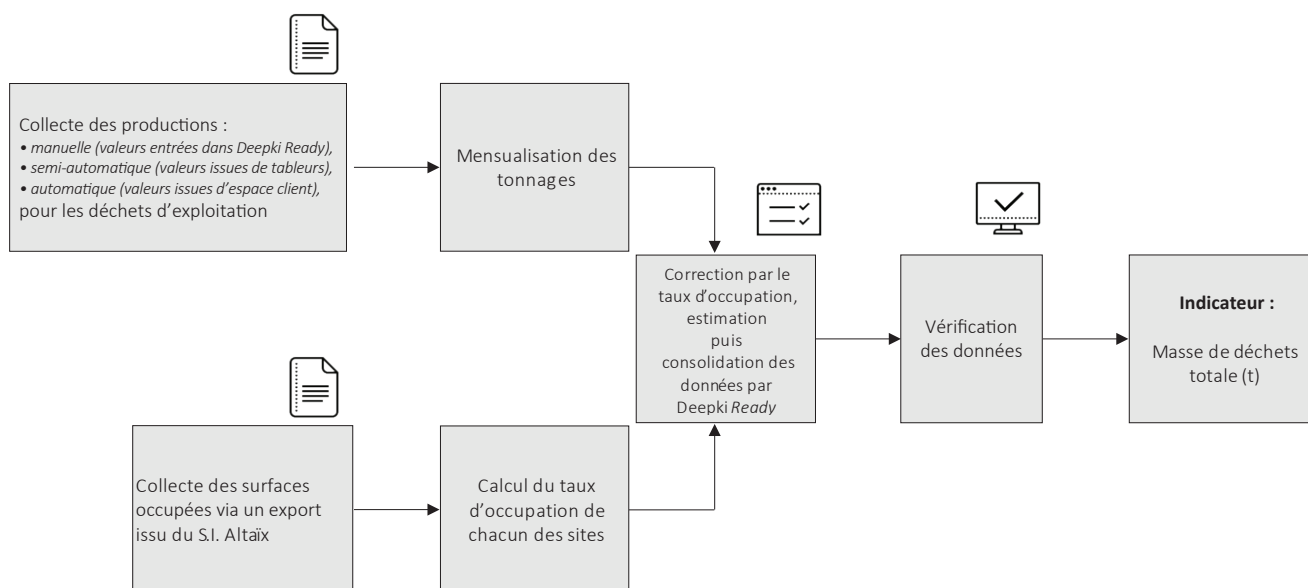 Collecte des productions :
• manuelle (valeurs entrées dans Deepki Ready),
• semi-automatique (valeurs issues de tableurs),
• automatique (valeurs issues d'espace client),
pour les déchets d'exploitation
Mensualisation des
tonnages
Collecte des surfaces
occupées via un export
issu du S.I. Altaïx
Calcul du taux
d'occupation de
chacun des sites
Correction par le
taux d'occupation,
estimation
puis
consolidation des
données par
Deepki Ready
Vérification
des données
Indicateur :
Masse de déchets
totale (t)